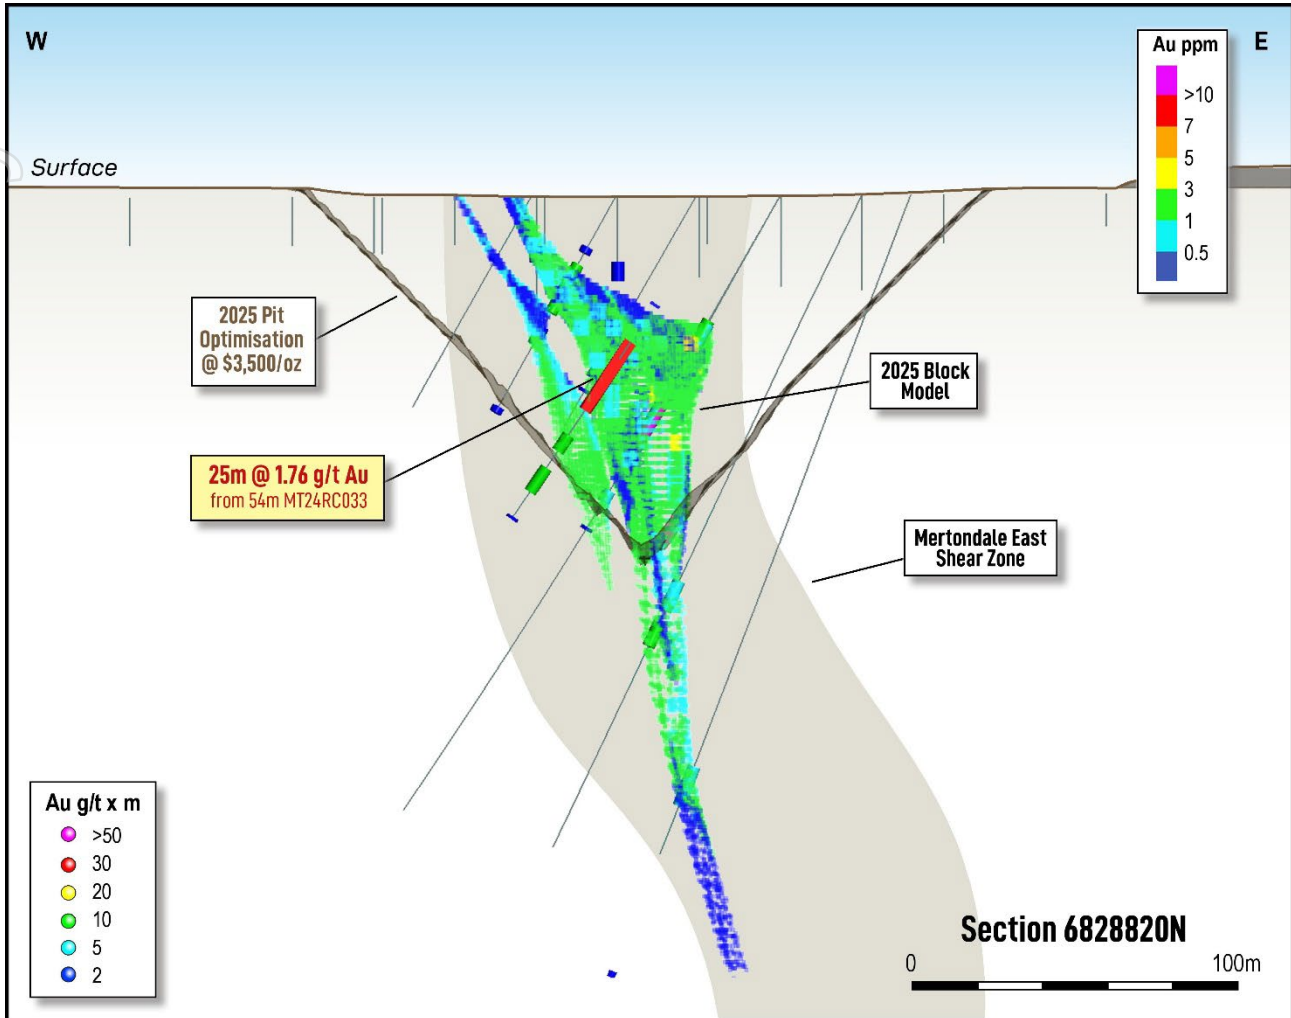 W
E
Au ppm
>10
7
5
3
1
0.5
Surface
2025 Pit
Optimisation
@ $3,500/oz
2025 Block
Model
25m @ 1.76 g/t Au
from 54m MT24RC033
Mertondale East
Shear Zone
Au g/t x m
>50
30
20
10
5
2
Section 6828820N
0
100m